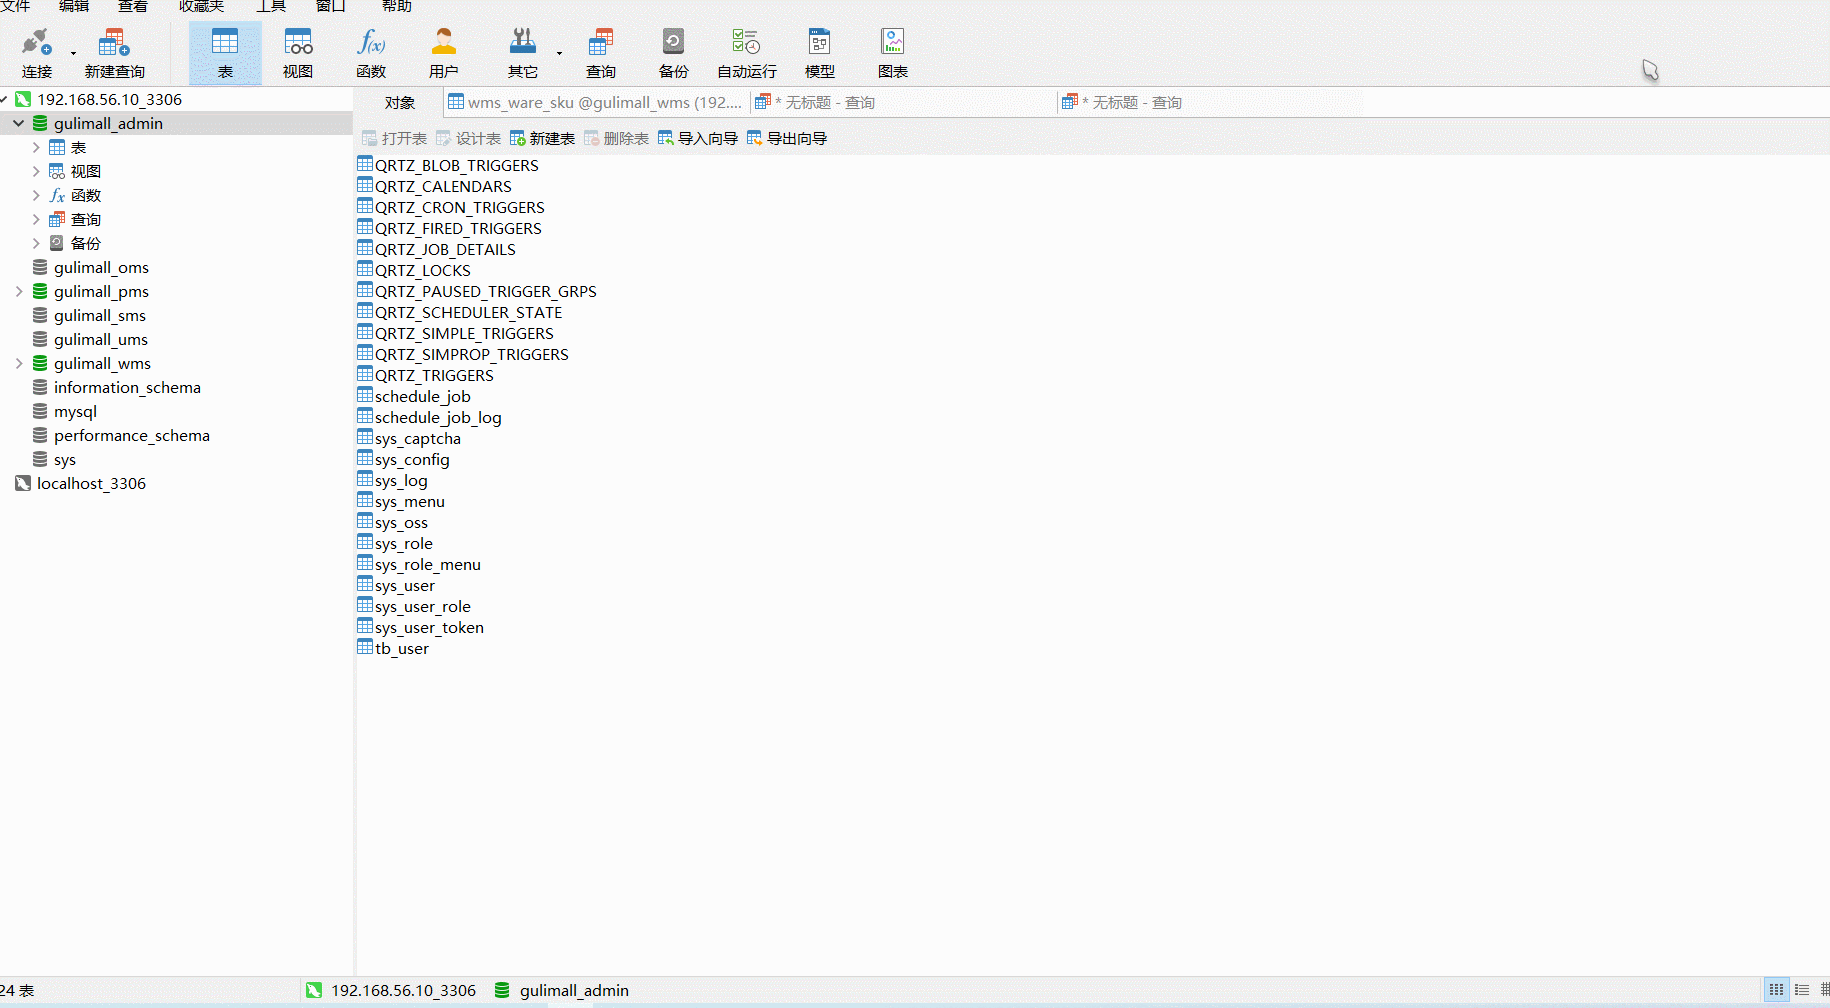 文件 编辑 查看 收藏夹 工具 窗口 帮助
连接 新建查询 表 视图 函数 用户 其它 查询 备份 自动运行 模型 图表
192.168.56.10_3306
gulimall_admin
表
视图
函数
查询
备份
gulimall_oms
gulimall_pms
gulimall_sms
gulimall_ums
gulimall_wms
information_schema
mysql
performance_schema
sys
localhost_3306
对象 wms_ware_sku @gulimall_wms (192.... * 无标题 - 查询 * 无标题 - 查询
打开表 设计表 新建表 删除表 导入向导 导出向导
QRTZ_BLOB_TRIGGERS
QRTZ_CALENDARS
QRTZ_CRON_TRIGGERS
QRTZ_FIRED_TRIGGERS
QRTZ_JOB_DETAILS
QRTZ_LOCKS
QRTZ_PAUSED_TRIGGER_GRPS
QRTZ_SCHEDULER_STATE
QRTZ_SIMPLE_TRIGGERS
QRTZ_SIMPROP_TRIGGERS
QRTZ_TRIGGERS
schedule_job
schedule_job_log
sys_captcha
sys_config
sys_log
sys_menu
sys_oss
sys_role
sys_role_menu
sys_user
sys_user_role
sys_user_token
tb_user
24 表 192.168.56.10_3306 gulimall_admin